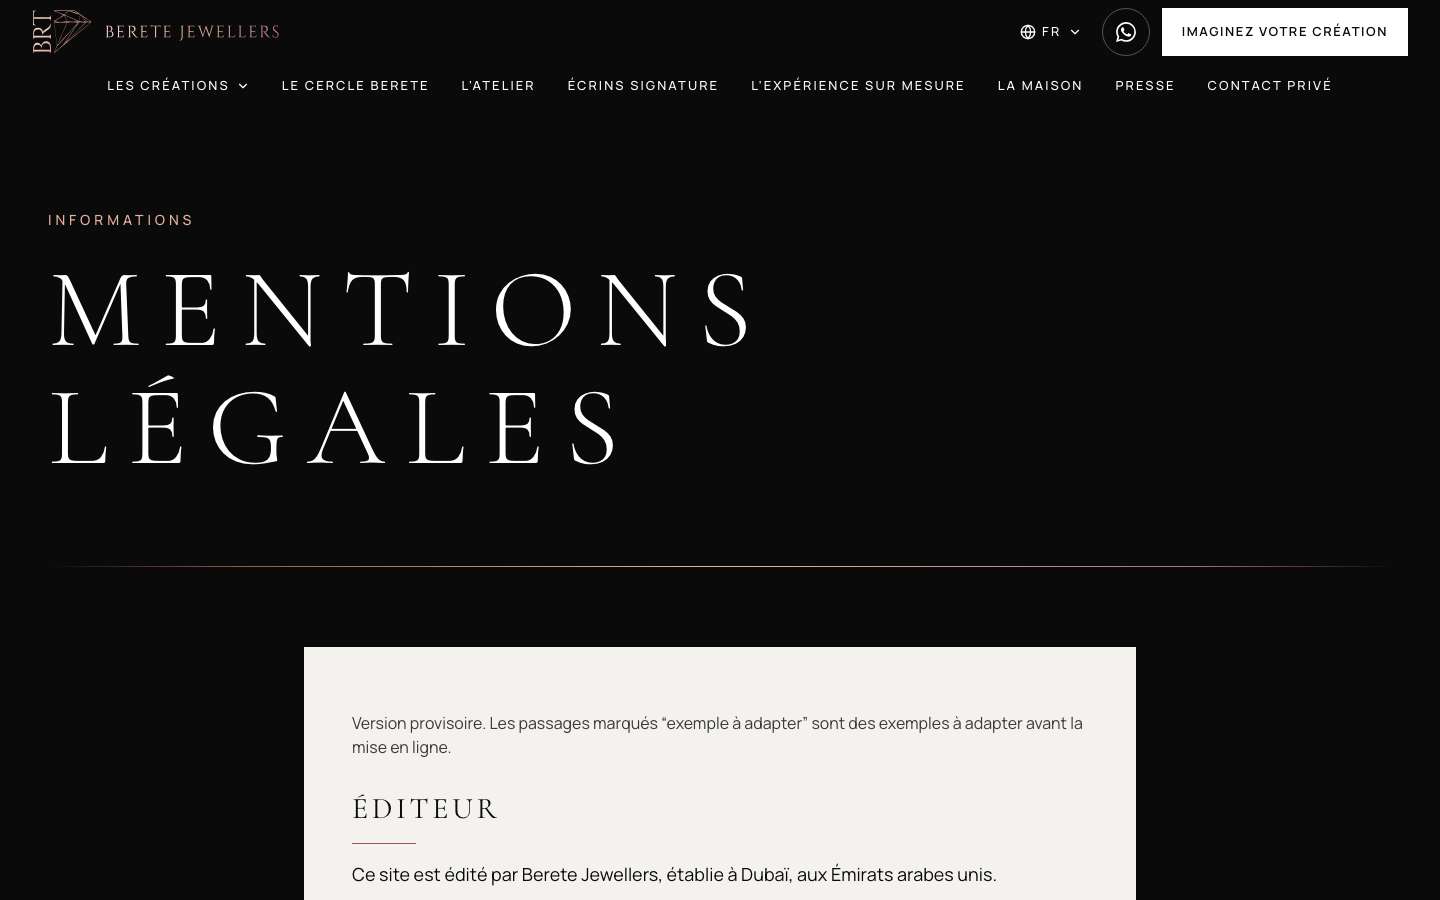 BRT
BERETE JEWELLERS
FR
IMAGINEZ VOTRE CRÉATION
LES CRÉATIONS
LE CERCLE BERETE
L'ATELIER
ÉCRINS SIGNATURE
L'EXPÉRIENCE SUR MESURE
LA MAISON
PRESSE
CONTACT PRIVÉ
INFORMATIONS
MENTIONS
LÉGALES
Version provisoire. Les passages marqués “exemple à adapter” sont des exemples à adapter avant la
mise en ligne.
ÉDITEUR
Ce site est édité par Berete Jewellers, établie à Dubaï, aux Émirats arabes unis.